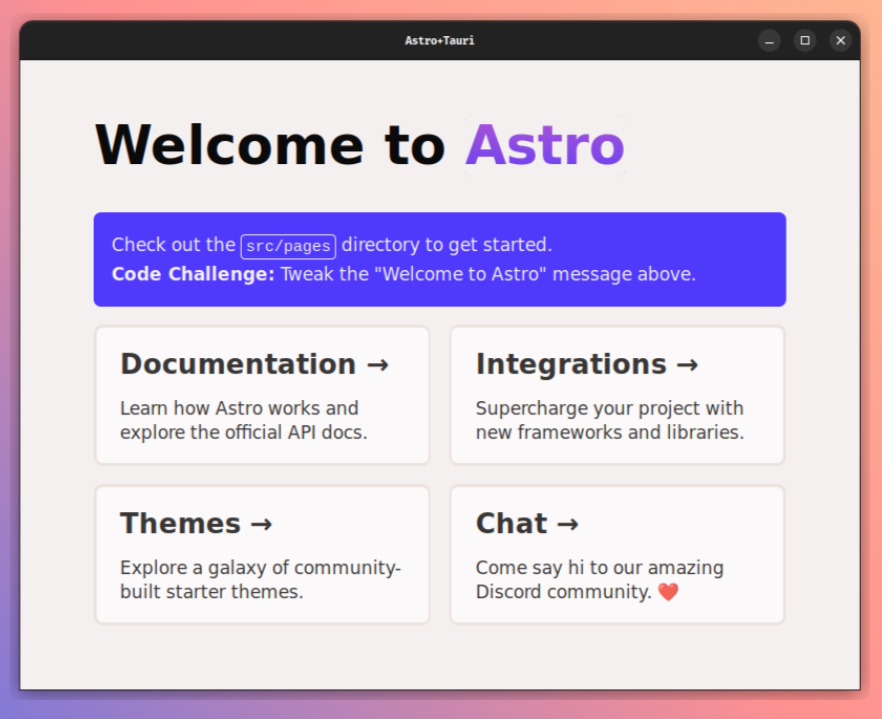 Astro+Tauri
Welcome to Astro
Check out the src/pages directory to get started.
Code Challenge: Tweak the "Welcome to Astro" message above.
Documentation →
Learn how Astro works and
explore the official API docs.
Integrations →
Supercharge your project with
new frameworks and libraries.
Themes →
Explore a galaxy of community-
built starter themes.
Chat →
Come say hi to our amazing
Discord community. ❤️